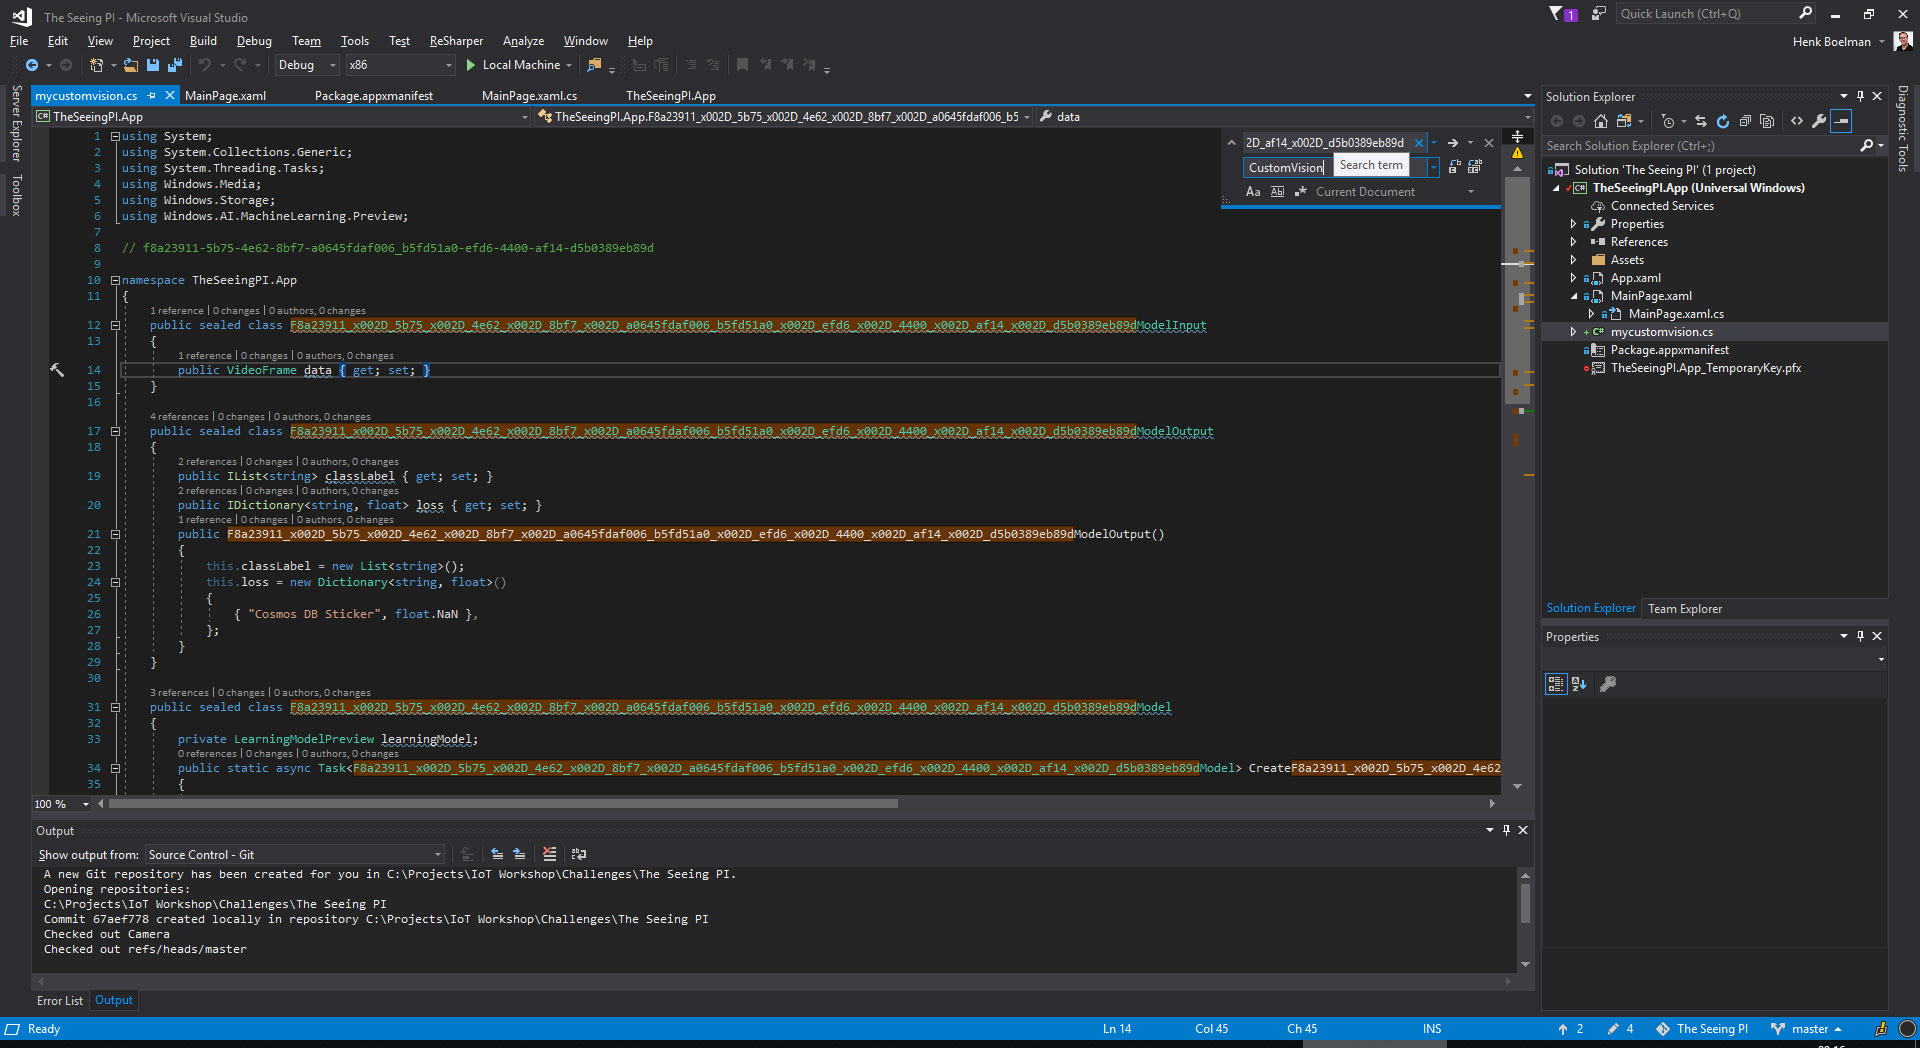 The Seeing PI - Microsoft Visual Studio
1
Quick Launch (Ctrl+Q)
File Edit View Project Build Debug Team Tools Test ReSharper Analyze Window Help
Henk Boelman
Debug x86 Local Machine
Server Explorer
Toolbox
mycustomvision.cs MainPage.xaml Package.appxmanifest MainPage.xaml.cs TheSeeingPI.App
TheSeeingPI.App TheSeeingPI.App.F8a23911_x002D_5b75_x002D_4e62_x002D_8bf7_x002D_a0645fdaf006_b5 data
2D_af14_x002D_d5b0389eb89d
CustomVision Search term
Aa Current Document
1 using System;
2 using System.Collections.Generic;
3 using System.Threading.Tasks;
4 using Windows.Media;
5 using Windows.Storage;
6 using Windows.AI.MachineLearning.Preview;
7
8 // f8a23911-5b75-4e62-8bf7-a0645fdaf006_b5fd51a0-efd6-4400-af14-d5b0389eb89d
9
10 namespace TheSeeingPI.App
11 {
1 reference | 0 changes | 0 authors, 0 changes
12 public sealed class F8a23911_x002D_5b75_x002D_4e62_x002D_8bf7_x002D_a0645fdaf006_b5fd51a0_x002D_efd6_x002D_4400_x002D_af14_x002D_d5b0389eb89dModelInput
13 {
1 reference | 0 changes | 0 authors, 0 changes
14 public VideoFrame data { get; set; }
15 }
16
4 references | 0 changes | 0 authors, 0 changes
17 public sealed class F8a23911_x002D_5b75_x002D_4e62_x002D_8bf7_x002D_a0645fdaf006_b5fd51a0_x002D_efd6_x002D_4400_x002D_af14_x002D_d5b0389eb89dModelOutput
18 {
2 references | 0 changes | 0 authors, 0 changes
19 public IList<string> classLabel { get; set; }
2 references | 0 changes | 0 authors, 0 changes
20 public IDictionary<string, float> loss { get; set; }
1 reference | 0 changes | 0 authors, 0 changes
21 public F8a23911_x002D_5b75_x002D_4e62_x002D_8bf7_x002D_a0645fdaf006_b5fd51a0_x002D_efd6_x002D_4400_x002D_af14_x002D_d5b0389eb89dModelOutput()
22 {
23 this.classLabel = new List<string>();
24 this.loss = new Dictionary<string, float>()
25 {
26 { "Cosmos DB Sticker", float.NaN },
27 };
28 }
29 }
30
3 references | 0 changes | 0 authors, 0 changes
31 public sealed class F8a23911_x002D_5b75_x002D_4e62_x002D_8bf7_x002D_a0645fdaf006_b5fd51a0_x002D_efd6_x002D_4400_x002D_af14_x002D_d5b0389eb89dModel
32 {
33 private LearningModelPreview learningModel;
0 references | 0 changes | 0 authors, 0 changes
34 public static async Task<F8a23911_x002D_5b75_x002D_4e62_x002D_8bf7_x002D_a0645fdaf006_b5fd51a0_x002D_efd6_x002D_4400_x002D_af14_x002D_d5b0389eb89dModel> CreateF8a23911_x002D_5b75_x002D_4e62
35 {
100 %
Output
Show output from: Source Control - Git
A new Git repository has been created for you in C:\Projects\IoT Workshop\Challenges\The Seeing PI.
Opening repositories:
C:\Projects\IoT Workshop\Challenges\The Seeing PI
Commit 67aef778 created locally in repository C:\Projects\IoT Workshop\Challenges\The Seeing PI
Checked out Camera
Checked out refs/heads/master
Error List Output
Solution Explorer
Search Solution Explorer (Ctrl+;)
Solution 'The Seeing PI' (1 project)
TheSeeingPI.App (Universal Windows)
Connected Services
Properties
References
Assets
App.xaml
MainPage.xaml
MainPage.xaml.cs
mycustomvision.cs
Package.appxmanifest
TheSeeingPI.App_TemporaryKey.pfx
Solution Explorer Team Explorer
Properties
Diagnostic Tools
Ready Ln 14 Col 45 Ch 45 INS 2 4 The Seeing PI master